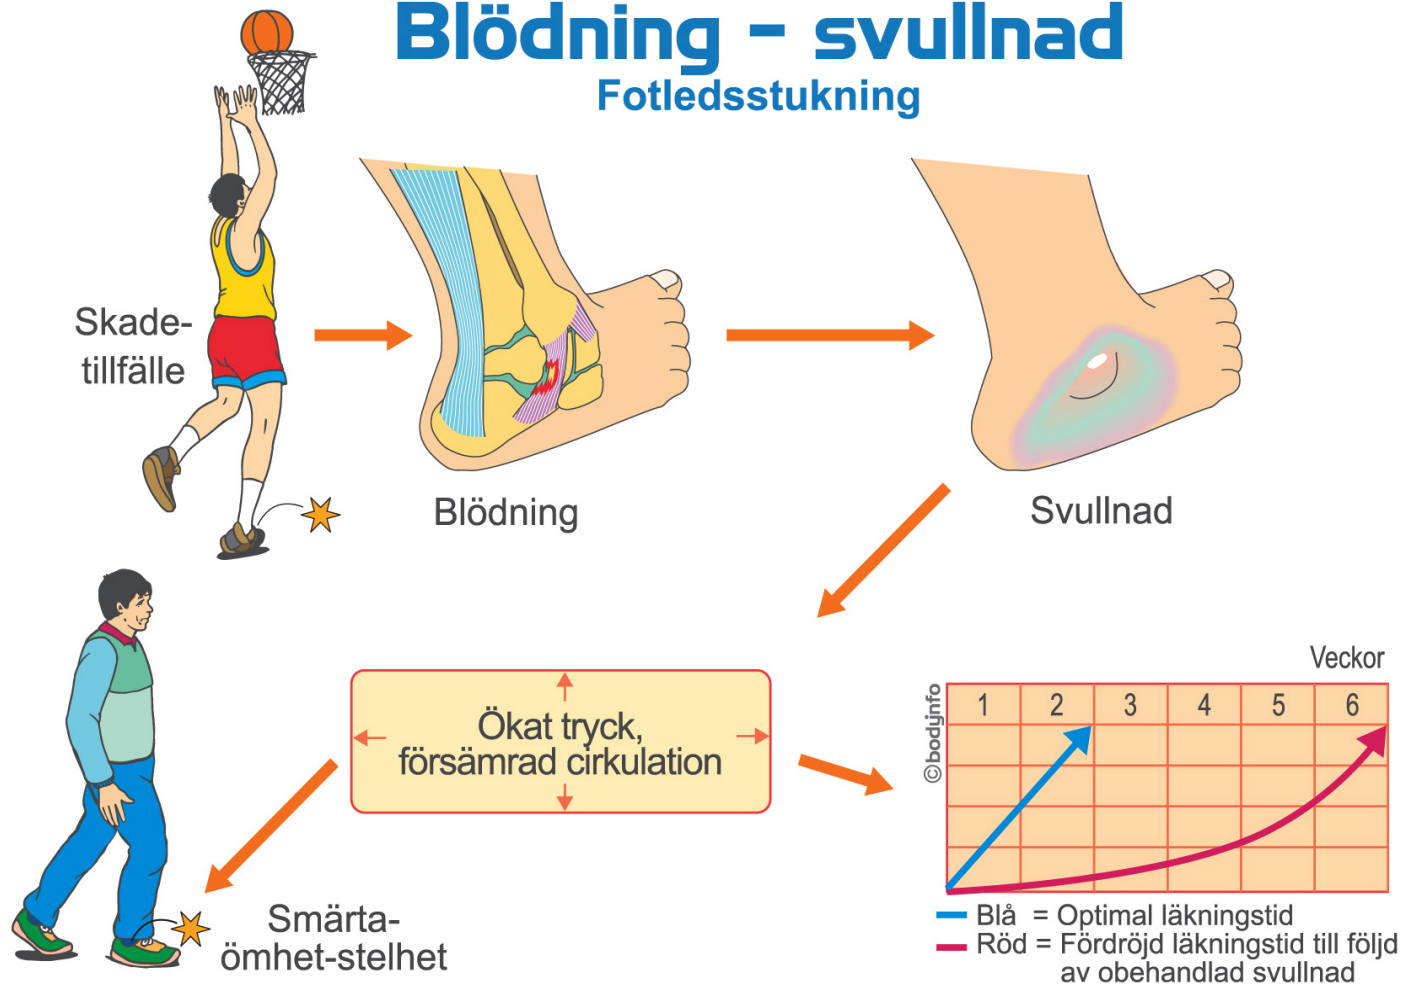 Blödning - svullnad
Fotledsstukning
Skade-
tillfälle
Blödning
Svullnad
Ökat tryck,
försämrad cirkulation
Smärta-
ömhet-stelhet
Veckor
1 2 3 4 5 6
©bodyinfo
Blå = Optimal läkningstid
Röd = Fördröjd läkningstid till följd
av obehandlad svullnad